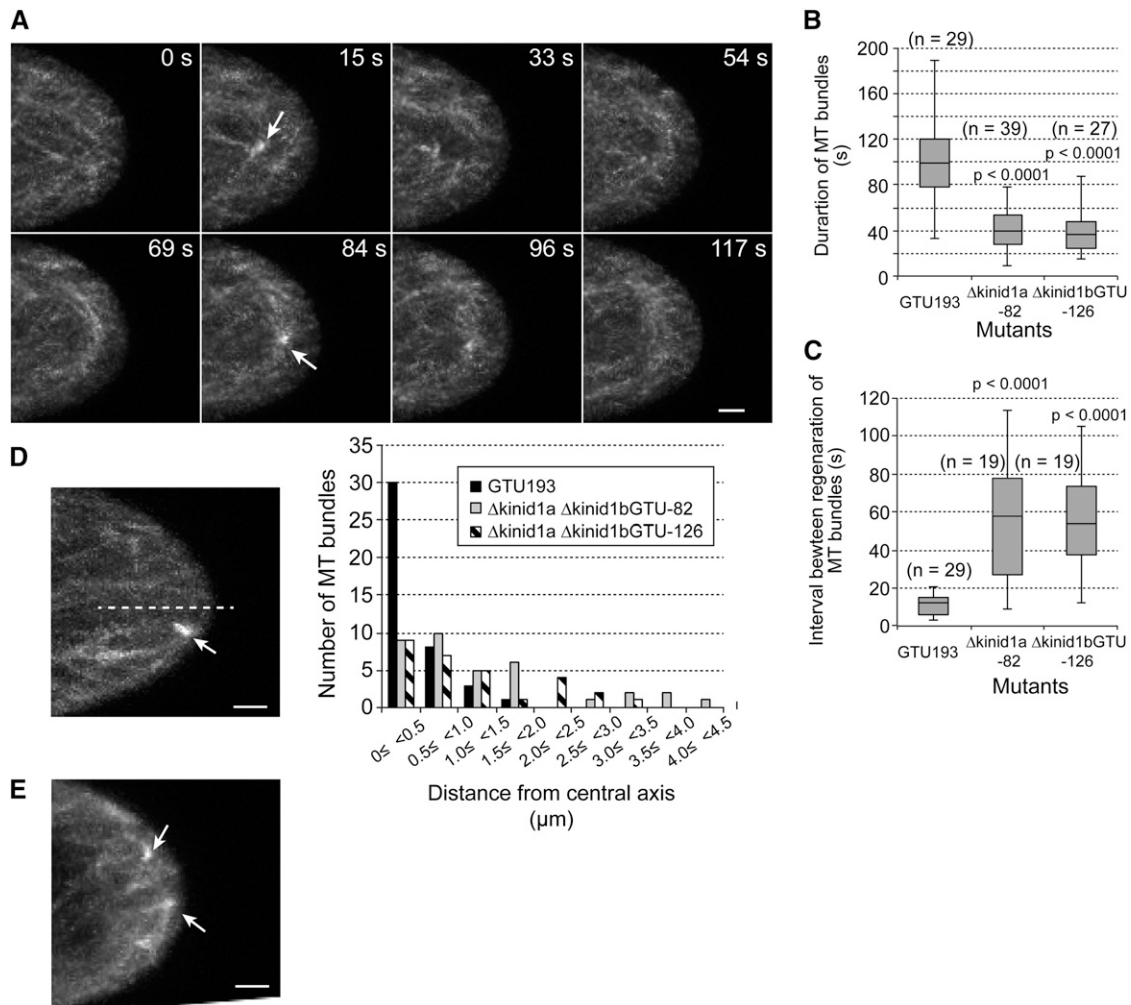 A
0 s
15 s
33 s
54 s
69 s
84 s
96 s
117 s
B
(n = 29)
200
160
120
80
40
0
(n = 39)
(n = 27)
p < 0.0001
p < 0.0001
Durartion of MT bundles
(s)
GTU193
Δkinid1a
-82
Δkinid1bGTU
-126
Mutants
C
p < 0.0001
p < 0.0001
120
100
80
60
40
20
0
(n = 19)
(n = 19)
(n = 29)
Interval bewteen regenaration of
MT bundles (s)
GTU193
Δkinid1a
-82
Δkinid1bGTU
-126
Mutants
D
35
30
25
20
15
10
5
0
Number of MT bundles
GTU193
Δkinid1a Δkinid1bGTU-82
Δkinid1a Δkinid1bGTU-126
0≤ <0.5
0.5≤ <1.0
1.0≤ <1.5
1.5≤ <2.0
2.0≤ <2.5
2.5≤ <3.0
3.0≤ <3.5
3.5≤ <4.0
4.0≤ <4.5
Distance from central axis
(μm)
E